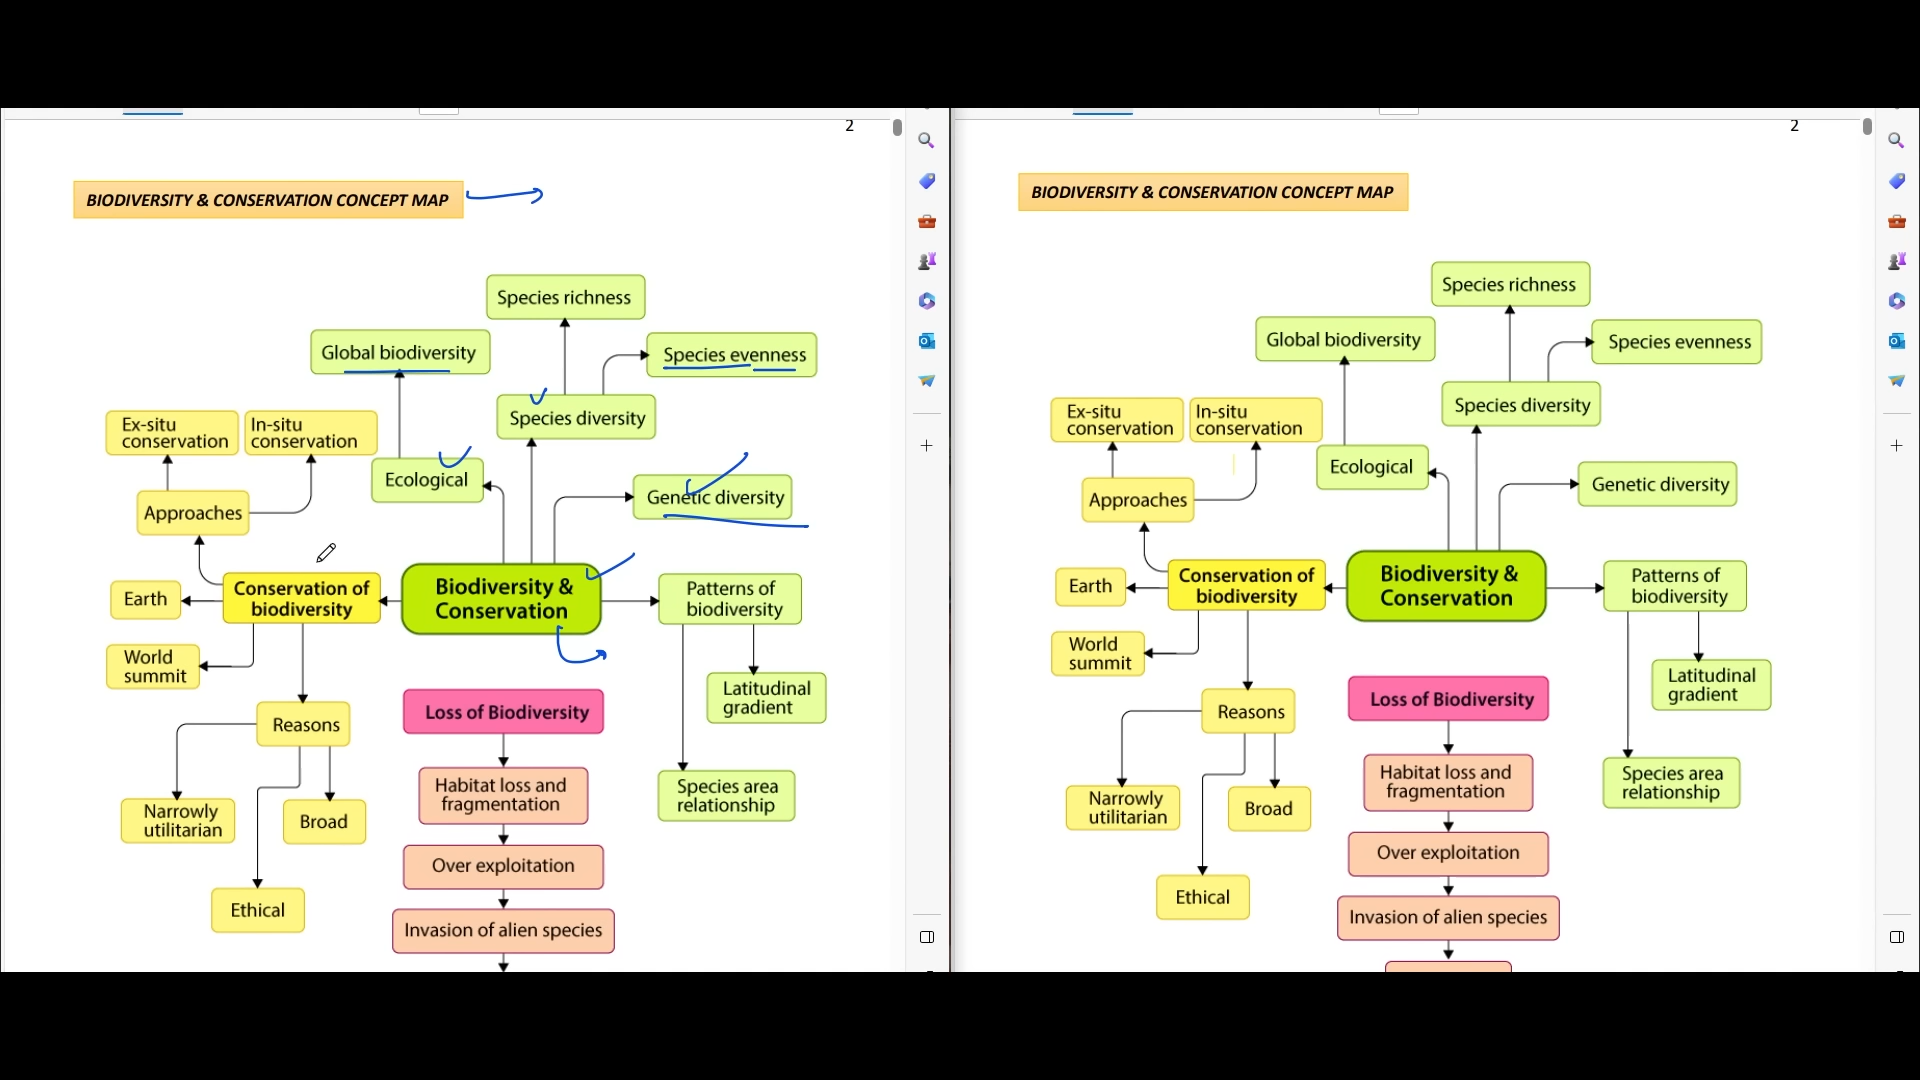 2
BIODIVERSITY & CONSERVATION CONCEPT MAP
Species richness
Global biodiversity
Species evenness
Species diversity
Ex-situ
conservation
In-situ
conservation
Ecological
Genetic diversity
Approaches
Conservation of
biodiversity
Biodiversity &
Conservation
Patterns of
biodiversity
Earth
World
summit
Latitudinal
gradient
Reasons
Loss of Biodiversity
Habitat loss and
fragmentation
Species area
relationship
Narrowly
utilitarian
Broad
Over exploitation
Ethical
Invasion of alien species
2
BIODIVERSITY & CONSERVATION CONCEPT MAP
Species richness
Global biodiversity
Species evenness
Species diversity
Ex-situ
conservation
In-situ
conservation
Ecological
Genetic diversity
Approaches
Conservation of
biodiversity
Biodiversity &
Conservation
Patterns of
biodiversity
Earth
World
summit
Latitudinal
gradient
Reasons
Loss of Biodiversity
Habitat loss and
fragmentation
Species area
relationship
Narrowly
utilitarian
Broad
Over exploitation
Ethical
Invasion of alien species